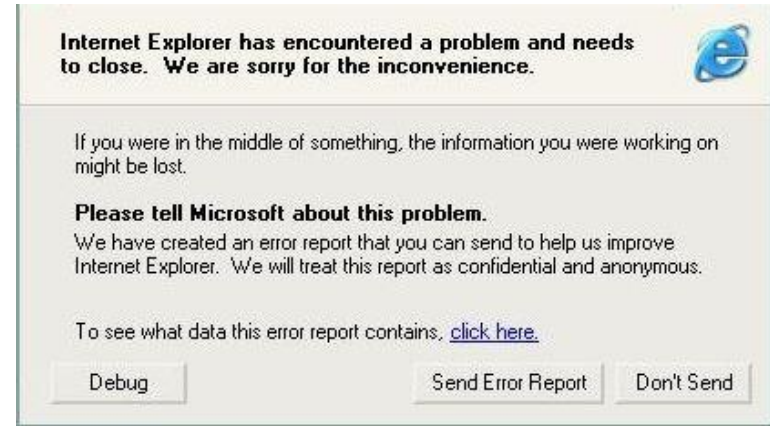 Internet Explorer has encountered a problem and needs
to close.  We are sorry for the inconvenience.
If you were in the middle of something, the information you were working on
might be lost.
Please tell Microsoft about this problem.
We have created an error report that you can send to help us improve
Internet Explorer.  We will treat this report as confidential and anonymous.
To see what data this error report contains, click here.
Debug
Send Error Report
Don't Send